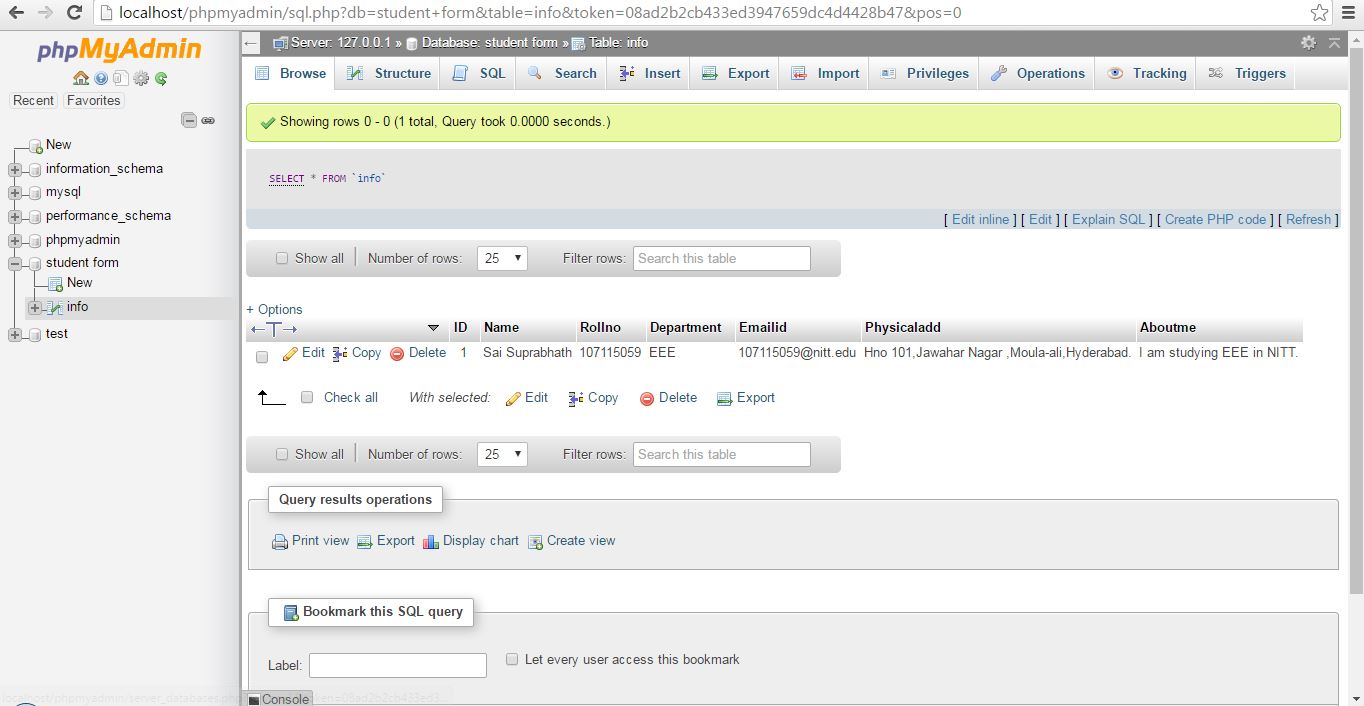 localhost/phpmyadmin/sql.php?db=student+form&table=info&token=08ad2b2cb433ed3947659dc4d4428b47&pos=0
phpMyAdmin
Recent Favorites
New
information_schema
mysql
performance_schema
phpmyadmin
student form
New
info
test
Server: 127.0.0.1 » Database: student form » Table: info
Browse Structure SQL Search Insert Export Import Privileges Operations Tracking Triggers
Showing rows 0 - 0 (1 total, Query took 0.0000 seconds.)
SELECT * FROM `info`
[ Edit inline ] [ Edit ] [ Explain SQL ] [ Create PHP code ] [ Refresh ]
Show all Number of rows: 25 Filter rows: Search this table
+ Options
ID Name Rollno Department Emailid Physicaladd Aboutme
Edit Copy Delete 1 Sai Suprabhath 107115059 EEE 107115059@nitt.edu Hno 101,Jawahar Nagar ,Moula-ali,Hyderabad. I am studying EEE in NITT.
Check all With selected: Edit Copy Delete Export
Show all Number of rows: 25 Filter rows: Search this table
Query results operations
Print view Export Display chart Create view
Bookmark this SQL query
Label: Let every user access this bookmark
Console